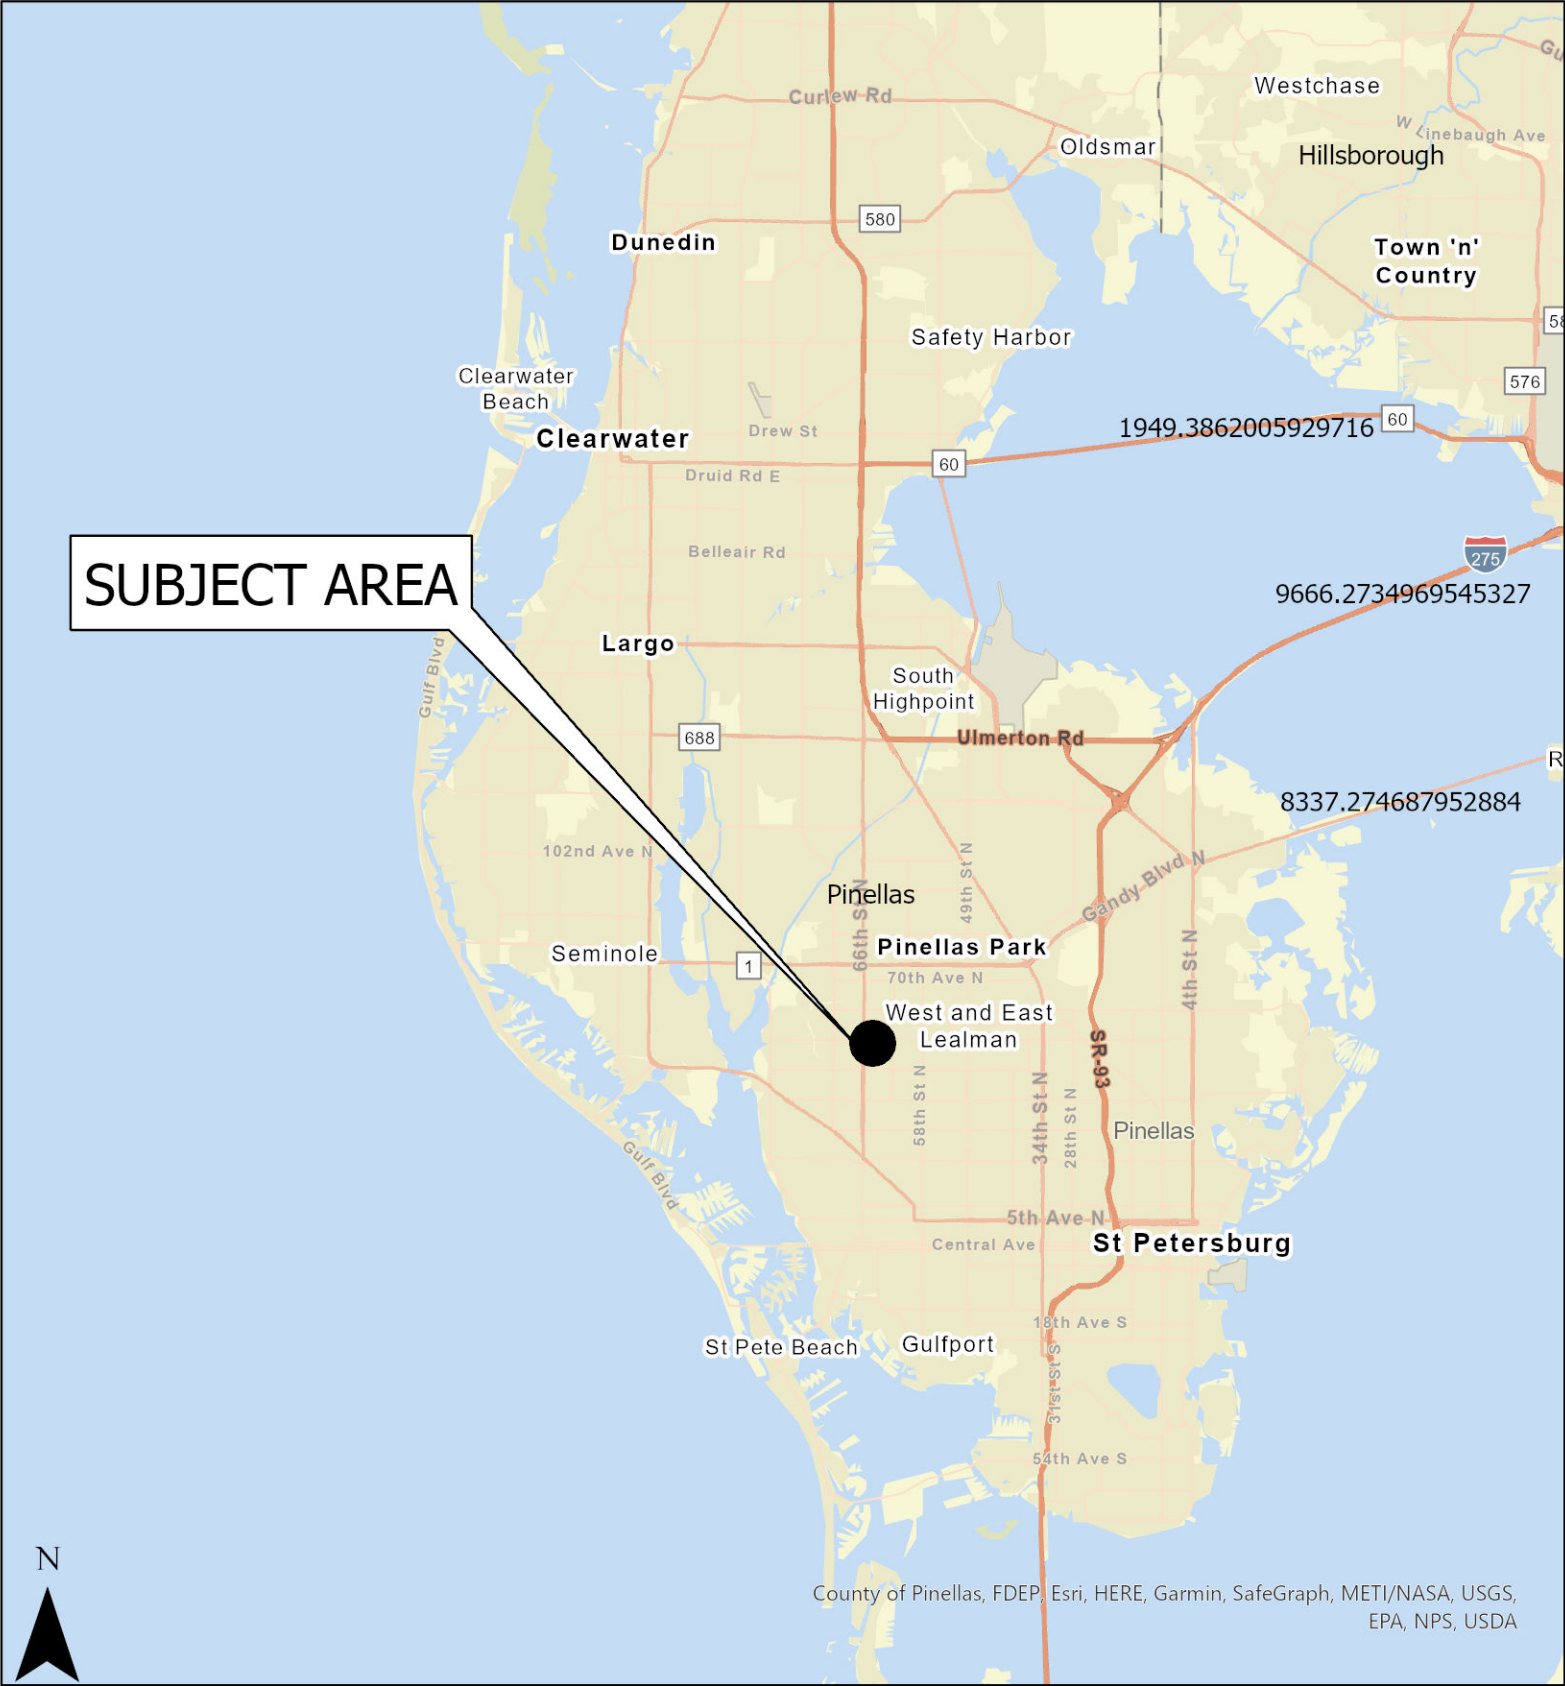 Curlew Rd
Westchase
Gu
W Linebaugh Ave
Oldsmar
Hillsborough
580
Dunedin
Town 'n'
Country
58
Safety Harbor
Clearwater
Beach
576
Drew St
1949.3862005929716
60
Clearwater
60
Druid Rd E
Belleair Rd
275
SUBJECT AREA
9666.2734969545327
Largo
Gulf Blvd
South
Highpoint
688
Ulmerton Rd
R
8337.274687952884
102nd Ave N
49th St N
Gandy Blvd N
Pinellas
66th St N
Pinellas Park
Seminole
1
70th Ave N
4th St N
West and East
Lealman
SR-93
58th St N
34th St N
28th St N
Pinellas
Gulf Blvd
5th Ave N
Central Ave
St Petersburg
18th Ave S
St Pete Beach
Gulfport
31st St S
54th Ave S
N
County of Pinellas, FDEP, Esri, HERE, Garmin, SafeGraph, METI/NASA, USGS,
EPA, NPS, USDA